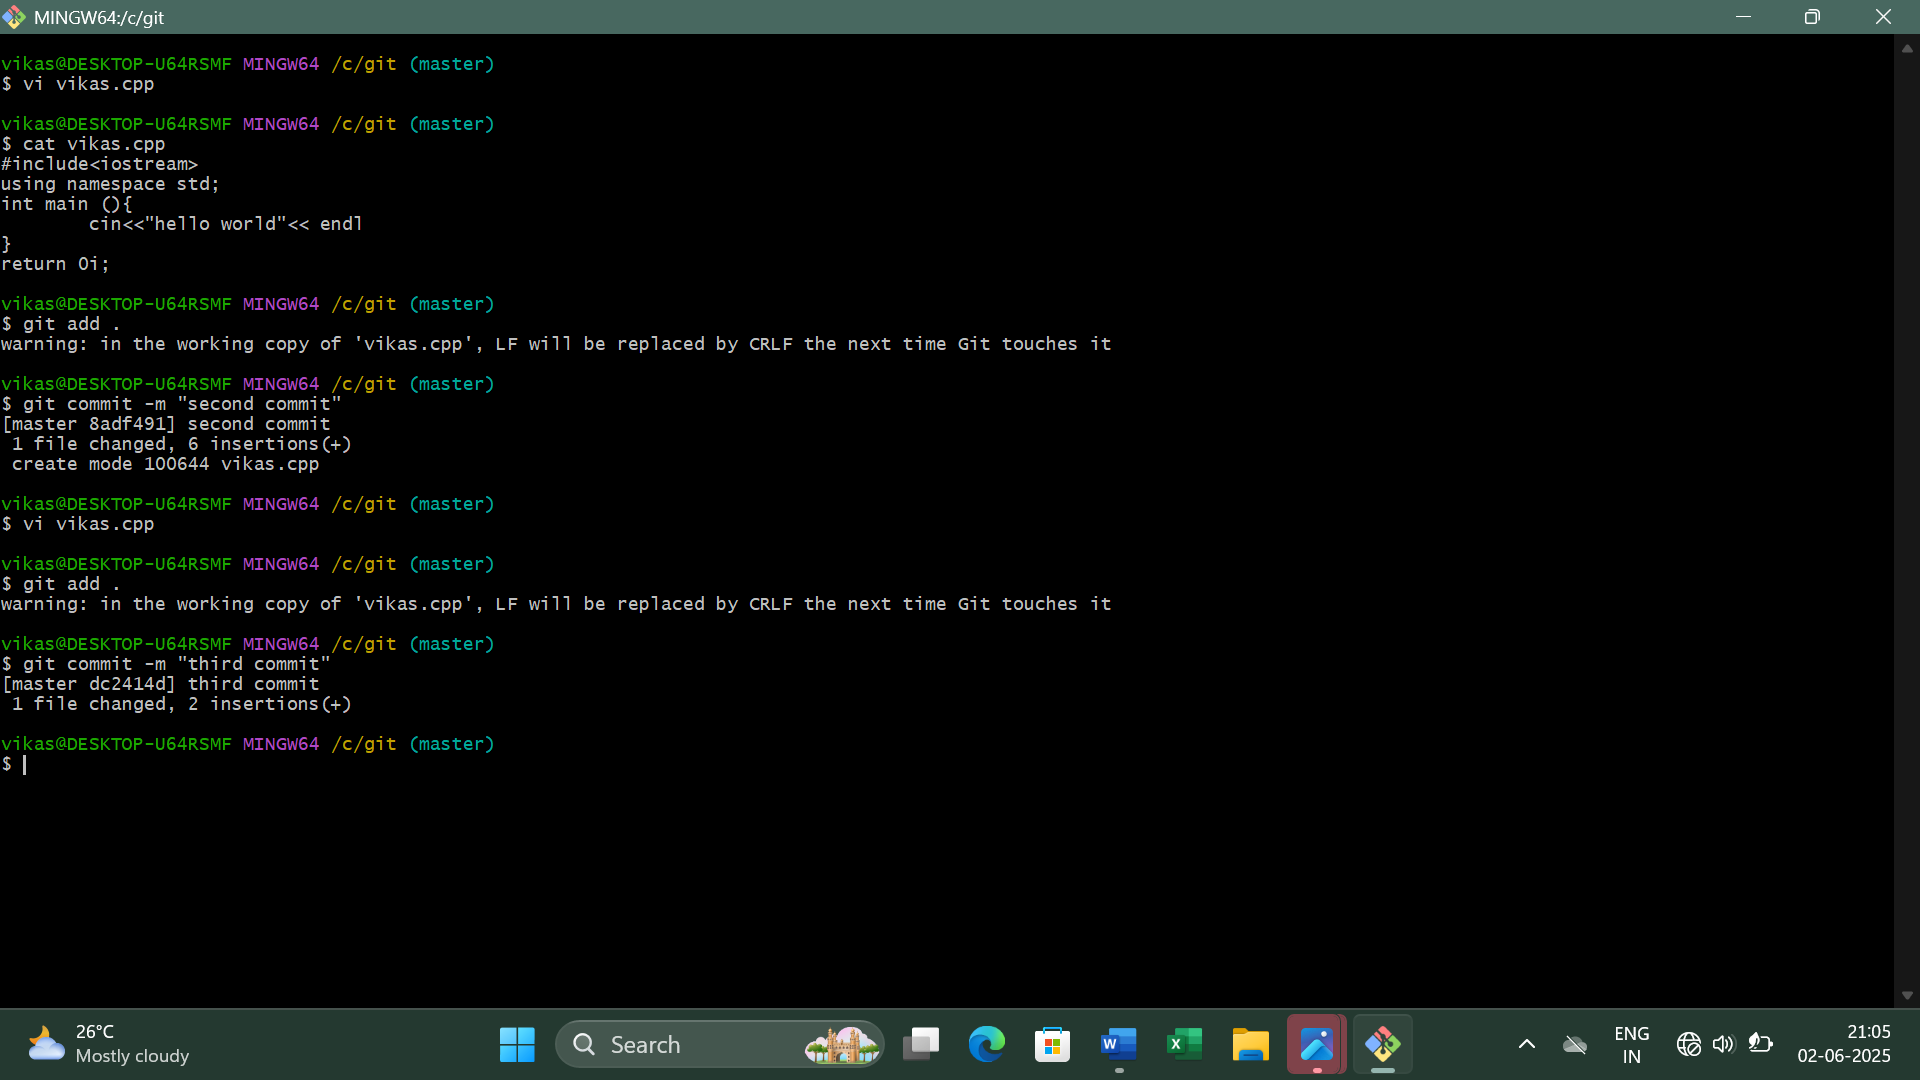 MINGW64:/c/git
vikas@DESKTOP-U64RSMF MINGW64 /c/git (master)
$ vi vikas.cpp
vikas@DESKTOP-U64RSMF MINGW64 /c/git (master)
$ cat vikas.cpp
#include<iostream>
using namespace std;
int main (){
        cin<<"hello world"<< endl
}
return 0i;
vikas@DESKTOP-U64RSMF MINGW64 /c/git (master)
$ git add .
warning: in the working copy of 'vikas.cpp', LF will be replaced by CRLF the next time Git touches it
vikas@DESKTOP-U64RSMF MINGW64 /c/git (master)
$ git commit -m "second commit"
[master 8adf491] second commit
 1 file changed, 6 insertions(+)
 create mode 100644 vikas.cpp
vikas@DESKTOP-U64RSMF MINGW64 /c/git (master)
$ vi vikas.cpp
vikas@DESKTOP-U64RSMF MINGW64 /c/git (master)
$ git add .
warning: in the working copy of 'vikas.cpp', LF will be replaced by CRLF the next time Git touches it
vikas@DESKTOP-U64RSMF MINGW64 /c/git (master)
$ git commit -m "third commit"
[master dc2414d] third commit
 1 file changed, 2 insertions(+)
vikas@DESKTOP-U64RSMF MINGW64 /c/git (master)
$
26°C
Mostly cloudy
Search
ENG
IN
21:05
02-06-2025